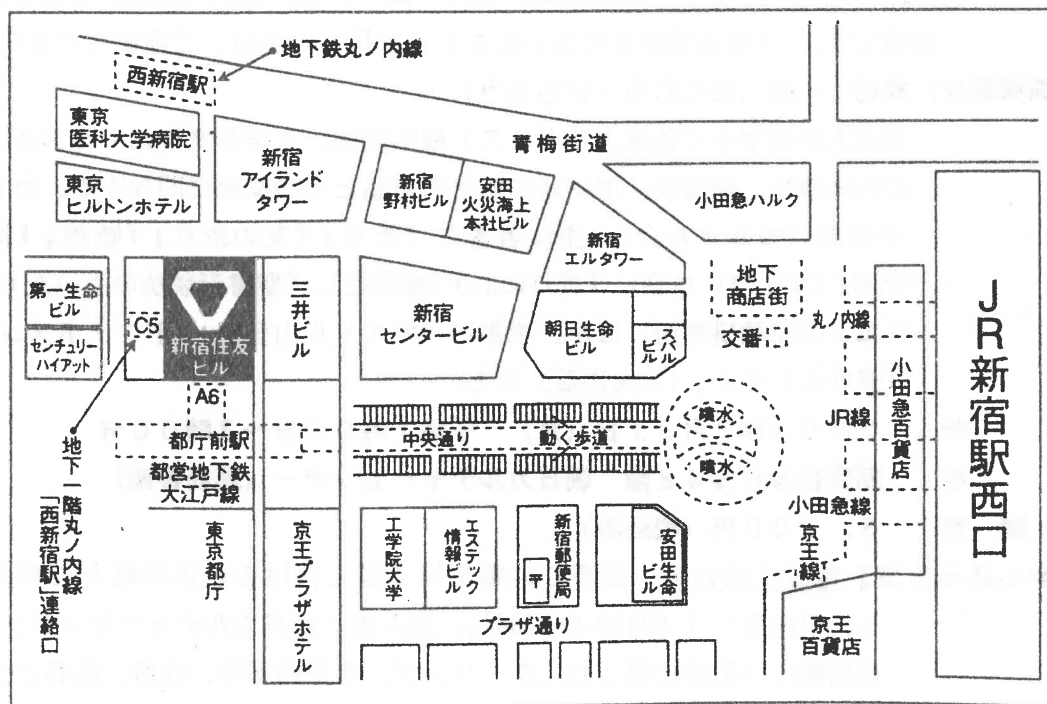 地下鉄丸ノ内線
西新宿駅
東京
医科大学病院
東京
ヒルトンホテル
新宿
アイランド
タワー
新宿
野村ビル
安田
火災海上
本社ビル
青梅街道
新宿
エルタワー
小田急ハルク
地下
商店街
交番
丸ノ内線
JR新宿駅西口
第一生命
ビル
センチュリー
ハイアット
C5
新宿住友
ビル
三井ビル
新宿
センタービル
朝日生命
ビル
スバル
ビル
小田急百貨店
A6
都庁前駅
都営地下鉄
大江戸線
中央通り
動く歩道
噴水
噴水
JR線
小田急線
京王線
京王
百貨店
地下一階丸ノ内線
「西新宿駅」連絡口
東京都庁
京王プラザホテル
工学院大学
エステック
情報ビル
新宿郵便局
〒
安田生命
ビル
プラザ通り